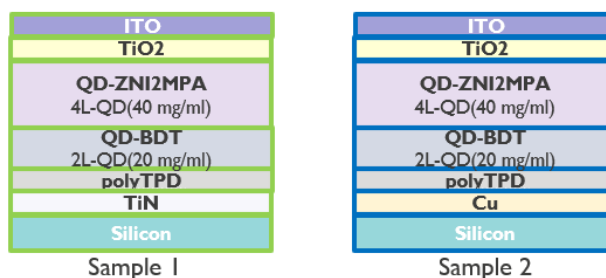 ITO
TiO2
QD-ZNI2MPA
4L-QD(40 mg/ml)
QD-BDT
2L-QD(20 mg/ml)
polyTPD
TiN
Silicon
Sample 1
ITO
TiO2
QD-ZNI2MPA
4L-QD(40 mg/ml)
QD-BDT
2L-QD(20 mg/ml)
polyTPD
Cu
Silicon
Sample 2